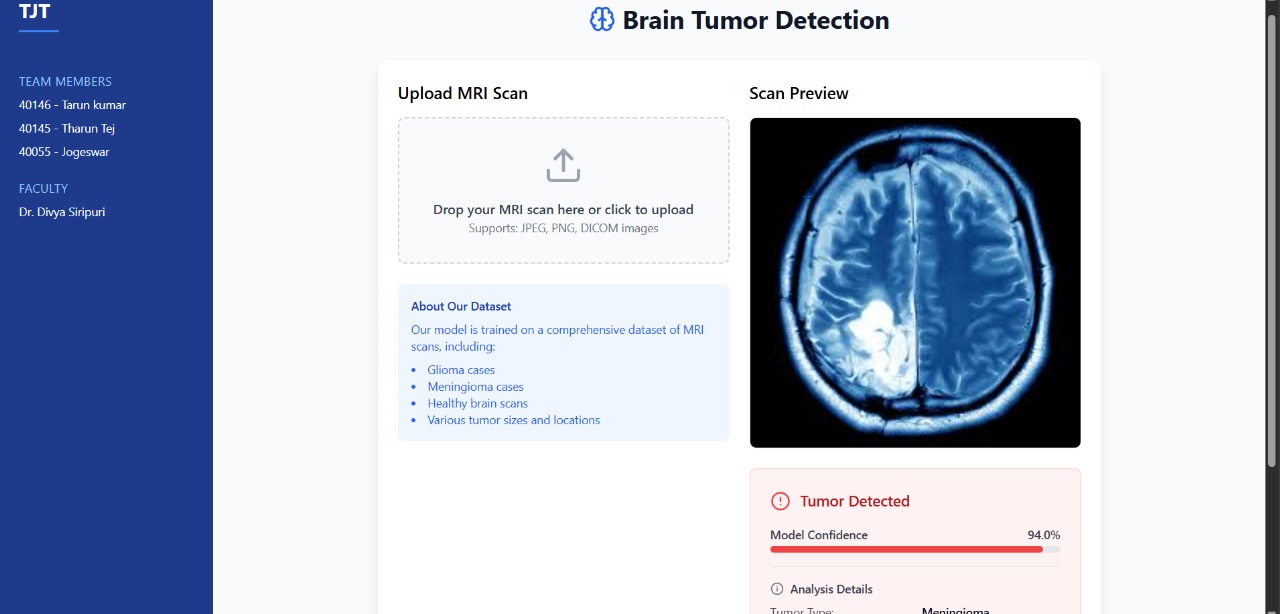 TJT
TEAM MEMBERS
40146 - Tarun kumar
40145 - Tharun Tej
40055 - Jogeswar
FACULTY
Dr. Divya Siripuri
Brain Tumor Detection
Upload MRI Scan
Drop your MRI scan here or click to upload
Supports: JPEG, PNG, DICOM images
About Our Dataset
Our model is trained on a comprehensive dataset of MRI
scans, including:
• Glioma cases
• Meningioma cases
• Healthy brain scans
• Various tumor sizes and locations
Scan Preview
Tumor Detected
Model Confidence 94.0%
Analysis Details
Tumor Type: Meningioma